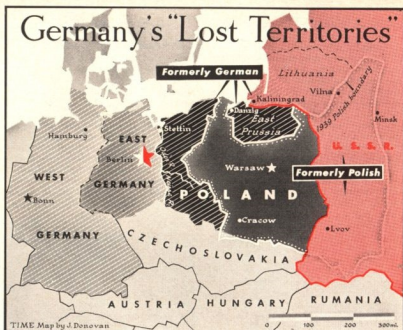 Germany's "Lost Territories"
Formerly German
Lithuania
Vilna
1939 Polish boundary
Kaliningrad
Danzig
East
Prussia
Minsk
Hamburg
EAST
Stettin
Berlin
U.S.S.R.
Warsaw
Formerly Polish
WEST
GERMANY
POLAND
Bonn
Cracow
Lvov
GERMANY
CZECHOSLOVAKIA
AUSTRIA
HUNGARY
RUMANIA
TIME Map by J. Donovan
0 100 200 300mi.